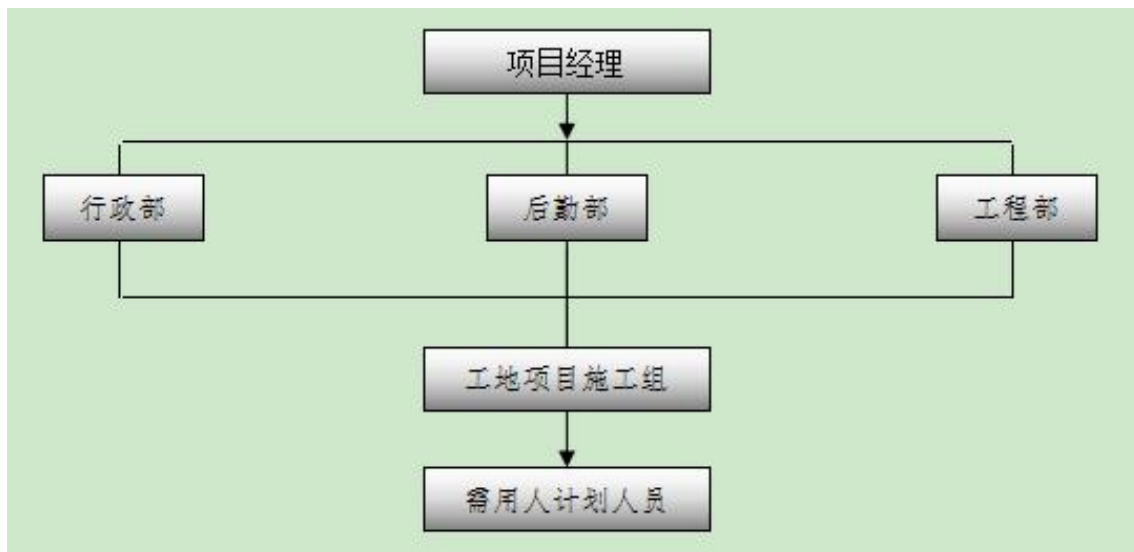 项目经理
行政部
后勤部
工程部
工地项目施工组
需用人计划人员